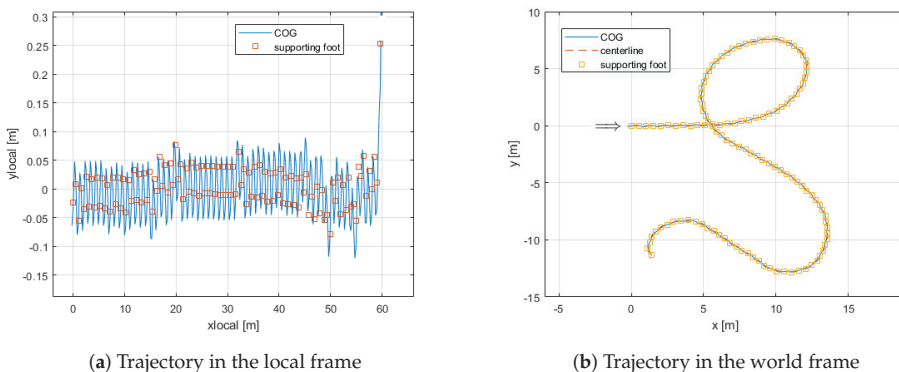 0.3
0.25
0.2
0.15
0.1
0.05
0
-0.05
-0.1
-0.15
ylocal [m]
COG
supporting foot
0 10 20 30 40 50 60
xlocal [m]
(a) Trajectory in the local frame
10
5
0
-5
-10
-15
y [m]
COG
centerline
supporting foot
-5 0 5 10 15
x [m]
(b) Trajectory in the world frame